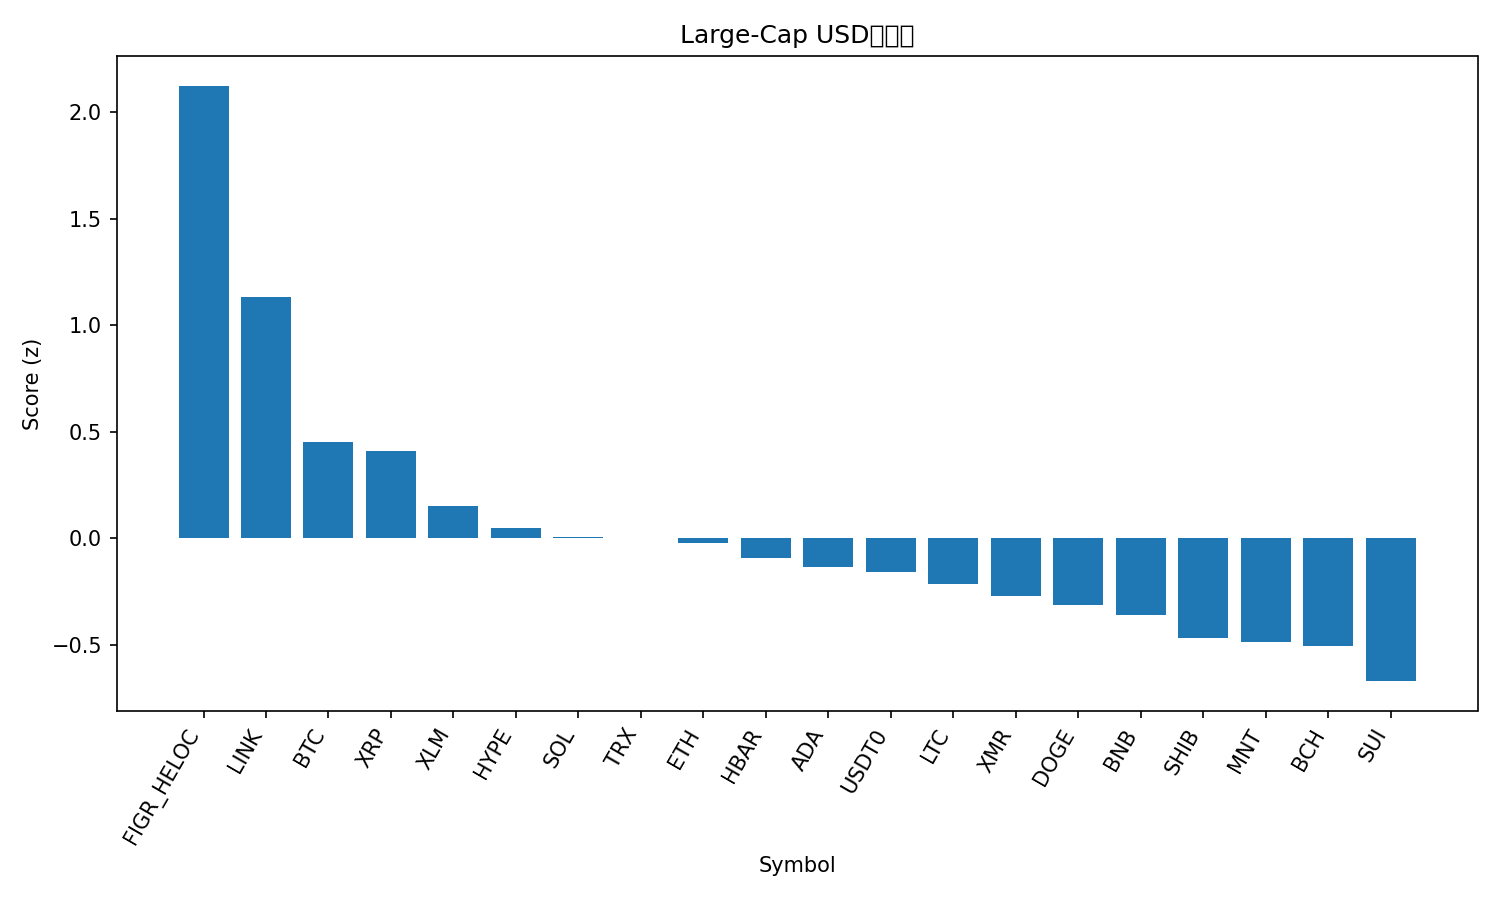 Large-Cap USD
2.0
1.5
1.0
0.5
0.0
−0.5
Score (z)
FIGR_HELOC
LINK
BTC
XRP
XLM
HYPE
SOL
TRX
ETH
HBAR
ADA
USDT0
LTC
XMR
DOGE
BNB
SHIB
MNT
BCH
SUI
Symbol